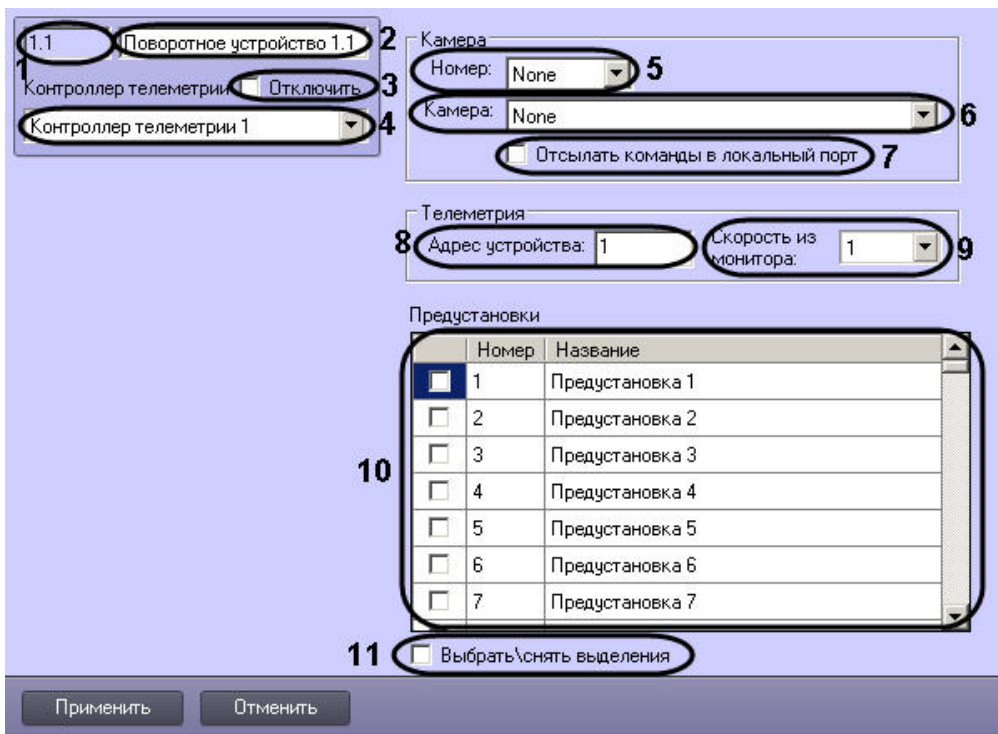 1.1 Поворотное устройство 1.1 2
1
Контроллер телеметрии Отключить 3
Контроллер телеметрии 1 4
Камера
Номер: None 5
Камера: None 6
Отсылать команды в локальный порт 7
Телеметрия
8 Адрес устройства: 1
Скорость из
монитора: 1 9
Предустановки
Номер Название
1 Предустановка 1
2 Предустановка 2
3 Предустановка 3
4 Предустановка 4
5 Предустановка 5
6 Предустановка 6
7 Предустановка 7
10
11 Выбрать\снять выделения
Применить Отменить